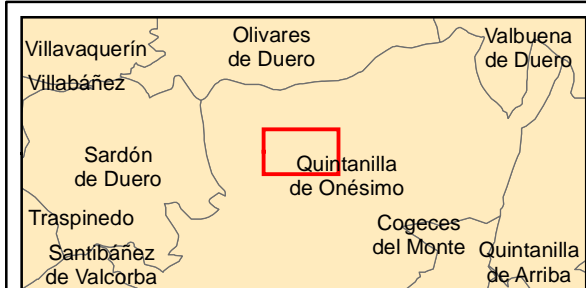 Villavaquerín
Olivares
de Duero
Valbuena
de Duero
Villabáñez
Sardón
de Duero
Quintanilla
de Onésimo
Traspinedo
Cogeces
del Monte
Santibáñez
de Valcorba
Quintanilla
de Arriba